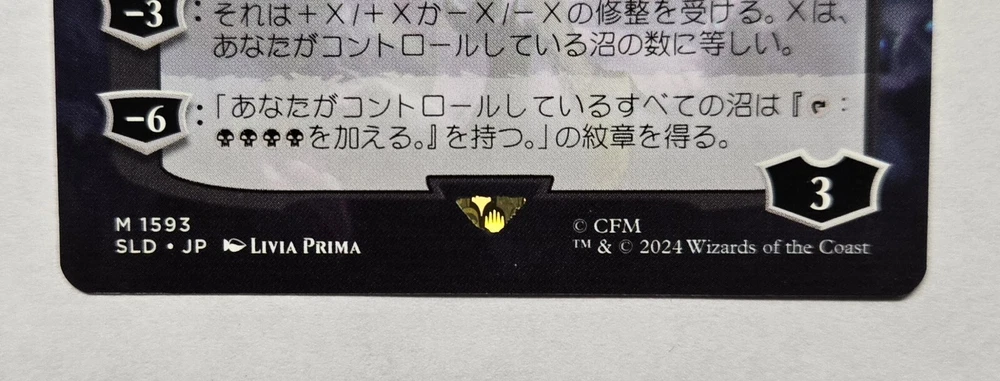 -3 : それは+X/+Xか-X/-Xの修整を受ける。Xは、
あなたがコントロールしている沼の数に等しい。
-6 : 「あなたがコントロールしているすべての沼は『 :
を加える。』を持つ。」の紋章を得る。
3
M 1593
SLD • JP LIVIA PRIMA
© CFM
™ & © 2024 Wizards of the Coast